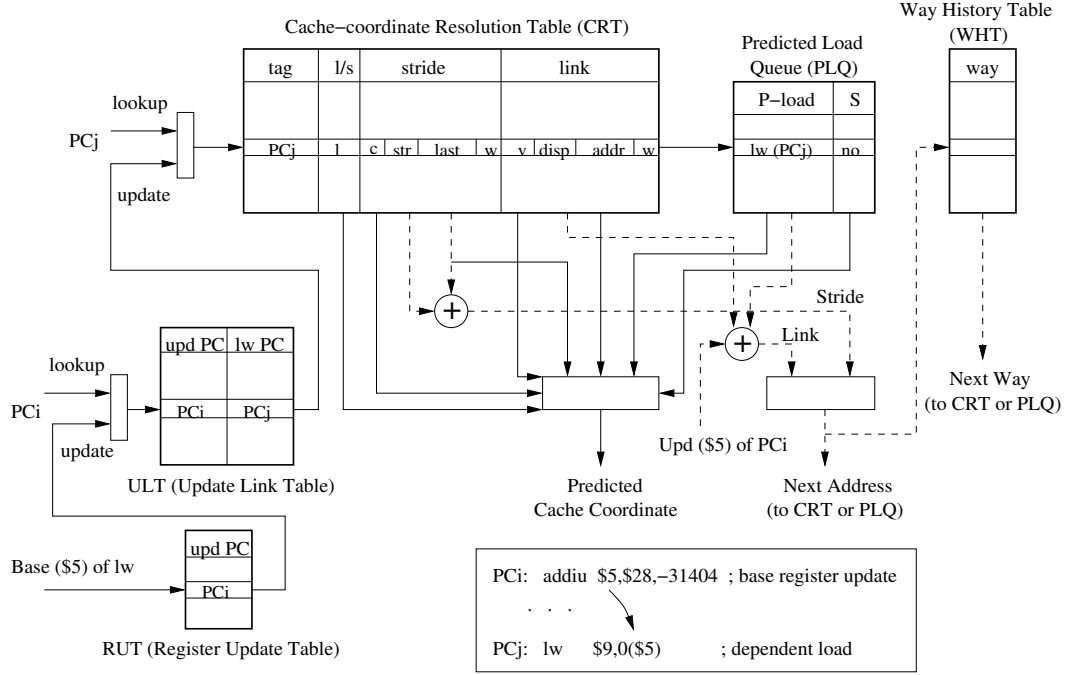 Cache−coordinate Resolution Table (CRT)
Way History Table
(WHT)
Predicted Load
Queue (PLQ)
tag l/s stride link
P−load S
way
lookup
PCj
update
PCj l c str last w v disp addr w
lw (PCj) no
Stride
Link
upd PC lw PC
lookup
PCi
update
PCi PCj
ULT (Update Link Table)
Upd ($5) of PCi
Next Way
(to CRT or PLQ)
Predicted
Cache Coordinate
Next Address
(to CRT or PLQ)
upd PC
Base ($5) of lw
PCi
RUT (Register Update Table)
PCi: addiu $5,$28,−31404 ; base register update
. . .
PCj: lw $9,0($5) ; dependent load